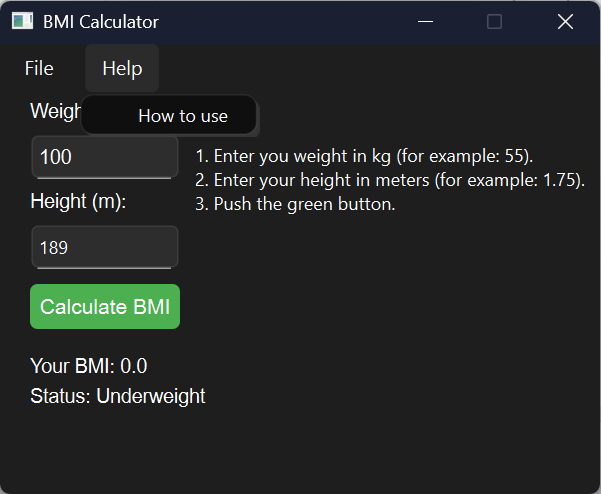 BMI Calculator
File Help
Weigh
How to use
100
1. Enter you weight in kg (for example: 55).
2. Enter your height in meters (for example: 1.75).
3. Push the green button.
Height (m):
189
Calculate BMI
Your BMI: 0.0
Status: Underweight